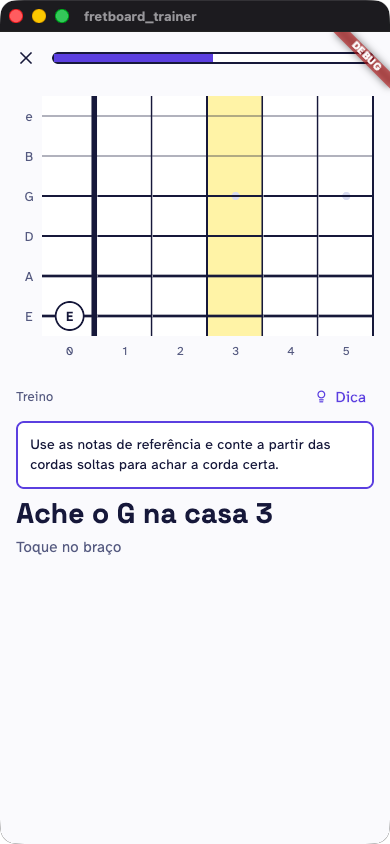 fretboard_trainer
DEBUG
e
B
G
D
A
E
E
0 1 2 3 4 5
Treino
Dica
Use as notas de referência e conte a partir das
cordas soltas para achar a corda certa.
Ache o G na casa 3
Toque no braço